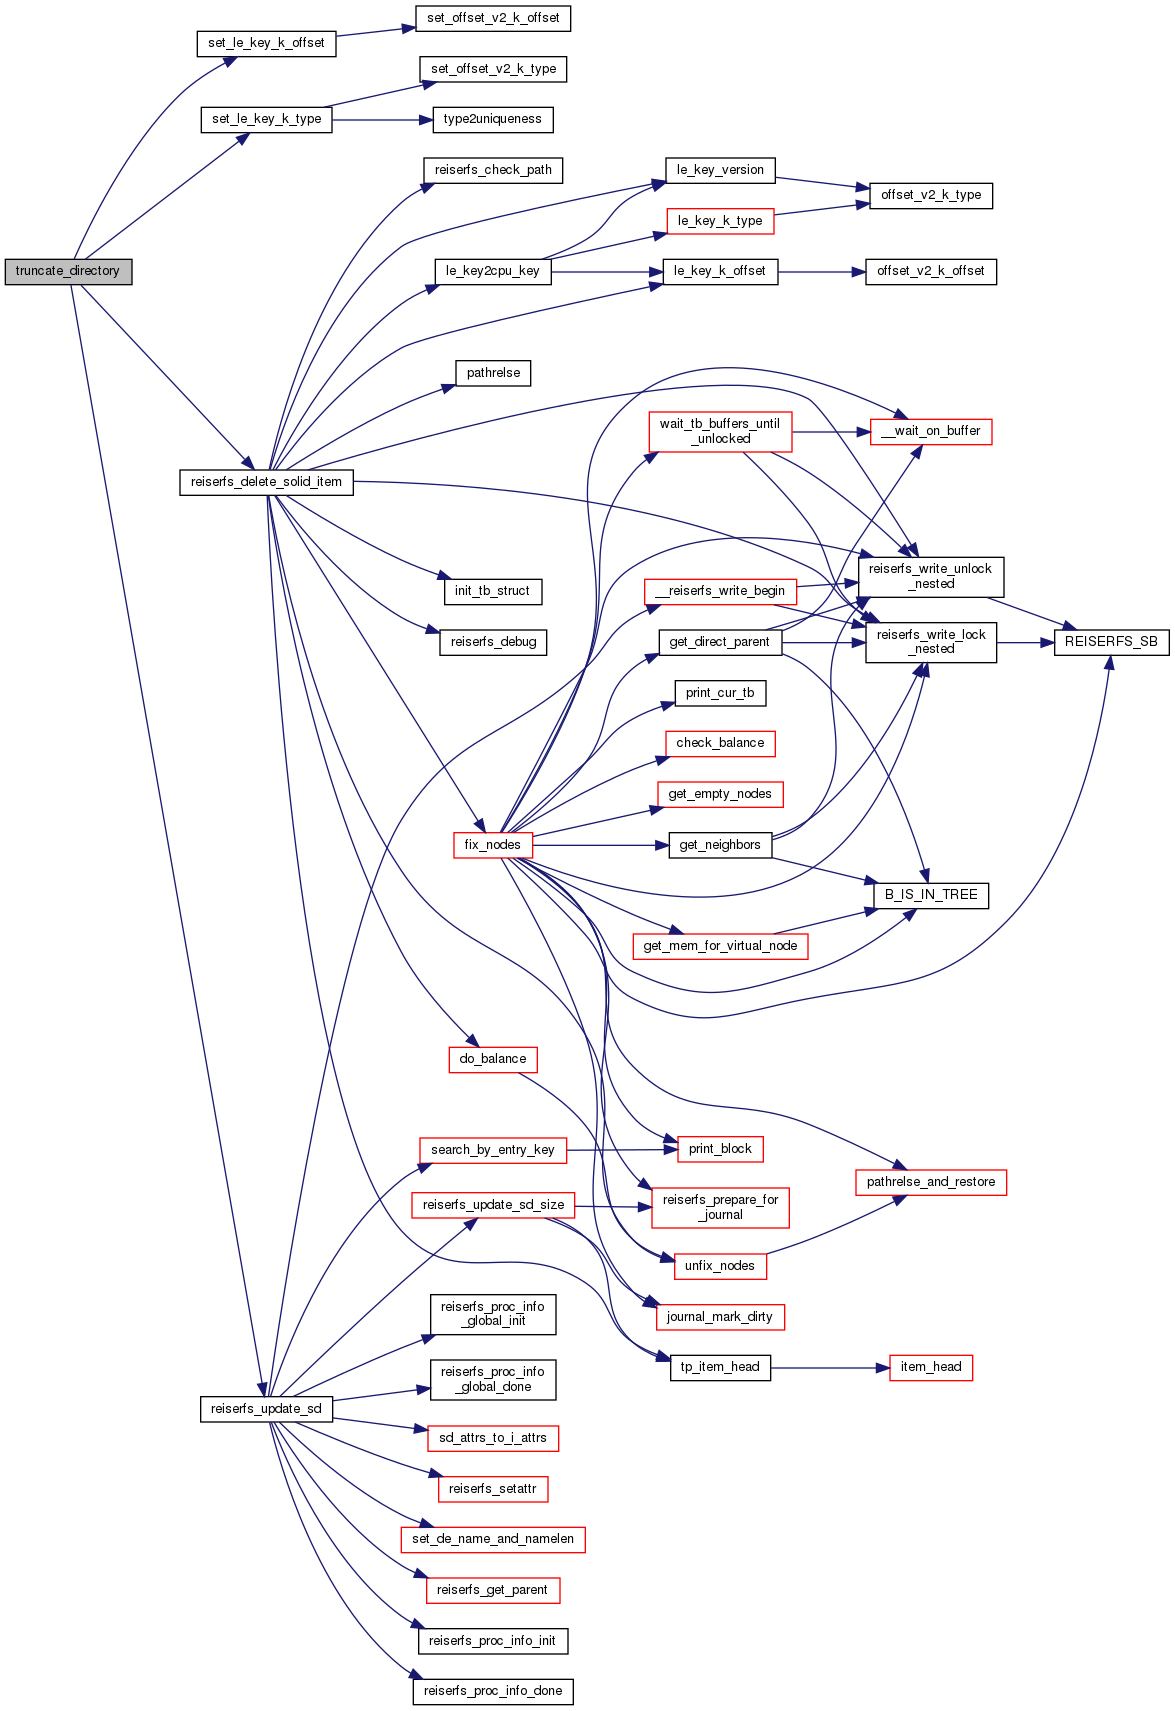 set_offset_v2_k_offset
set_le_key_k_offset
set_offset_v2_k_type
set_le_key_k_type
type2uniqueness
reiserfs_check_path
le_key_version
offset_v2_k_type
le_key_k_type
truncate_directory
le_key2cpu_key
le_key_k_offset
offset_v2_k_offset
pathrelse
wait_tb_buffers_until
_unlocked
__wait_on_buffer
reiserfs_delete_solid_item
reiserfs_write_unlock
_nested
init_tb_struct
__reiserfs_write_begin
reiserfs_debug
get_direct_parent
reiserfs_write_lock
_nested
REISERFS_SB
print_cur_tb
check_balance
get_empty_nodes
fix_nodes
get_neighbors
B_IS_IN_TREE
get_mem_for_virtual_node
do_balance
search_by_entry_key
print_block
pathrelse_and_restore
reiserfs_update_sd_size
reiserfs_prepare_for
_journal
unfix_nodes
reiserfs_proc_info
_global_init
journal_mark_dirty
reiserfs_proc_info
_global_done
tp_item_head
item_head
reiserfs_update_sd
sd_attrs_to_i_attrs
reiserfs_setattr
set_de_name_and_namelen
reiserfs_get_parent
reiserfs_proc_info_init
reiserfs_proc_info_done